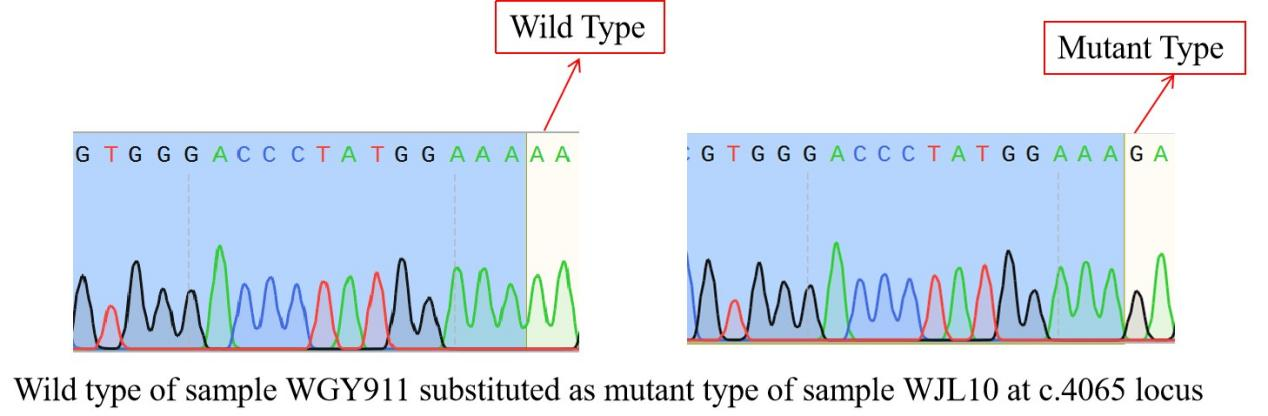 Wild Type
Mutant Type
G T G G G A C C C T A T G G A A A A A
G T G G G A C C C T A T G G A A A G A
Wild type of sample WGY911 substituted as mutant type of sample WJL10 at c.4065 locus